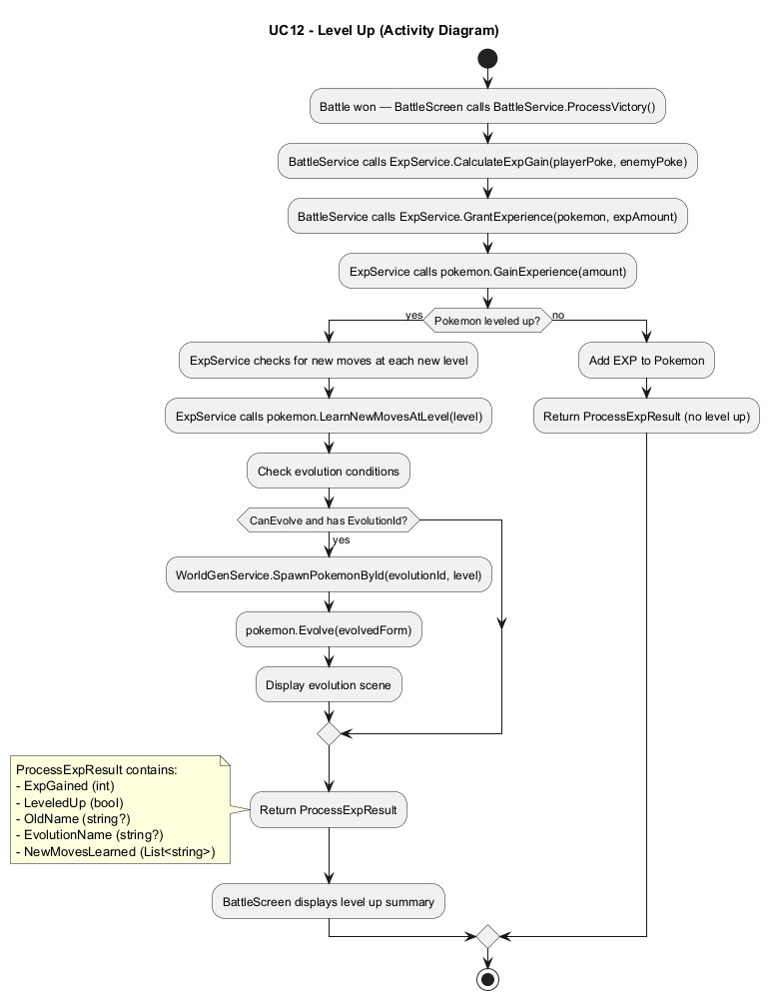 UC12 - Level Up (Activity Diagram)
Battle won — BattleScreen calls BattleService.ProcessVictory()
BattleService calls ExpService.CalculateExpGain(playerPoke, enemyPoke)
BattleService calls ExpService.GrantExperience(pokemon, expAmount)
ExpService calls pokemon.GainExperience(amount)
yes
Pokemon leveled up?
no
ExpService checks for new moves at each new level
Add EXP to Pokemon
ExpService calls pokemon.LearnNewMovesAtLevel(level)
Return ProcessExpResult (no level up)
Check evolution conditions
CanEvolve and has EvolutionId?
yes
WorldGenService.SpawnPokemonById(evolutionId, level)
pokemon.Evolve(evolvedForm)
Display evolution scene
ProcessExpResult contains:
- ExpGained (int)
- LeveledUp (bool)
- OldName (string?)
- EvolutionName (string?)
- NewMovesLearned (List<string>)
Return ProcessExpResult
BattleScreen displays level up summary